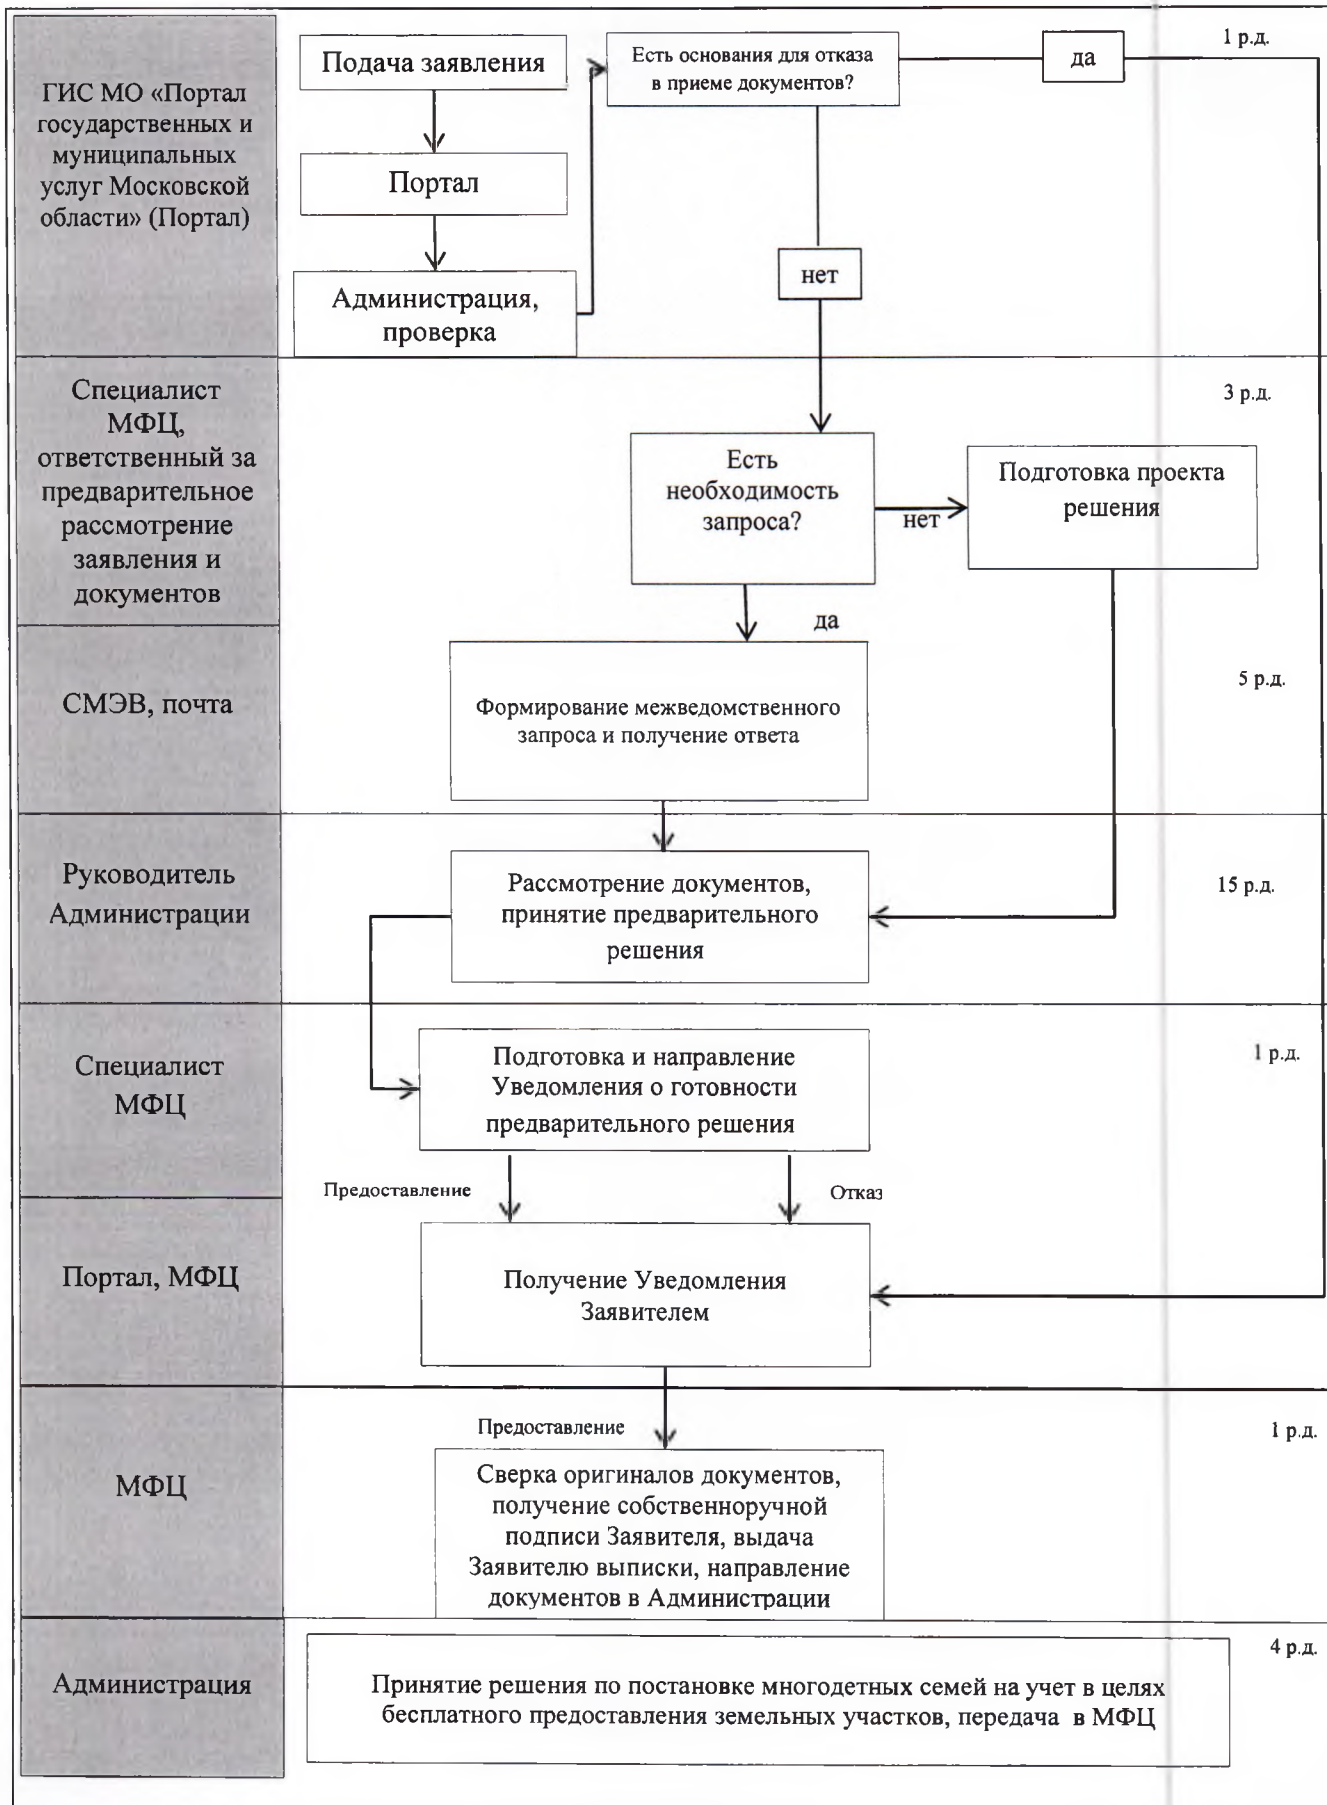 ГИС МО «Портал
государственных и
муниципальных
услуг Московской
области» (Портал)
Подача заявления
Портал
Администрация,
проверка
Есть основания для отказа
в приеме документов?
да
1 р.д.
нет
Специалист
МФЦ,
ответственный за
предварительное
рассмотрение
заявления и
документов
3 р.д.
Есть
необходимость
запроса?
нет
Подготовка проекта
решения
да
СМЭВ, почта
Формирование межведомственного
запроса и получение ответа
5 р.д.
Руководитель
Администрации
Рассмотрение документов,
принятие предварительного
решения
15 р.д.
Специалист
МФЦ
Подготовка и направление
Уведомления о готовности
предварительного решения
1 р.д.
Предоставление
Отказ
Портал, МФЦ
Получение Уведомления
Заявителем
МФЦ
Предоставление
1 р.д.
Сверка оригиналов документов,
получение собственноручной
подписи Заявителя, выдача
Заявителю выписки, направление
документов в Администрации
Администрация
4 р.д.
Принятие решения по постановке многодетных семей на учет в целях
бесплатного предоставления земельных участков, передача в МФЦ